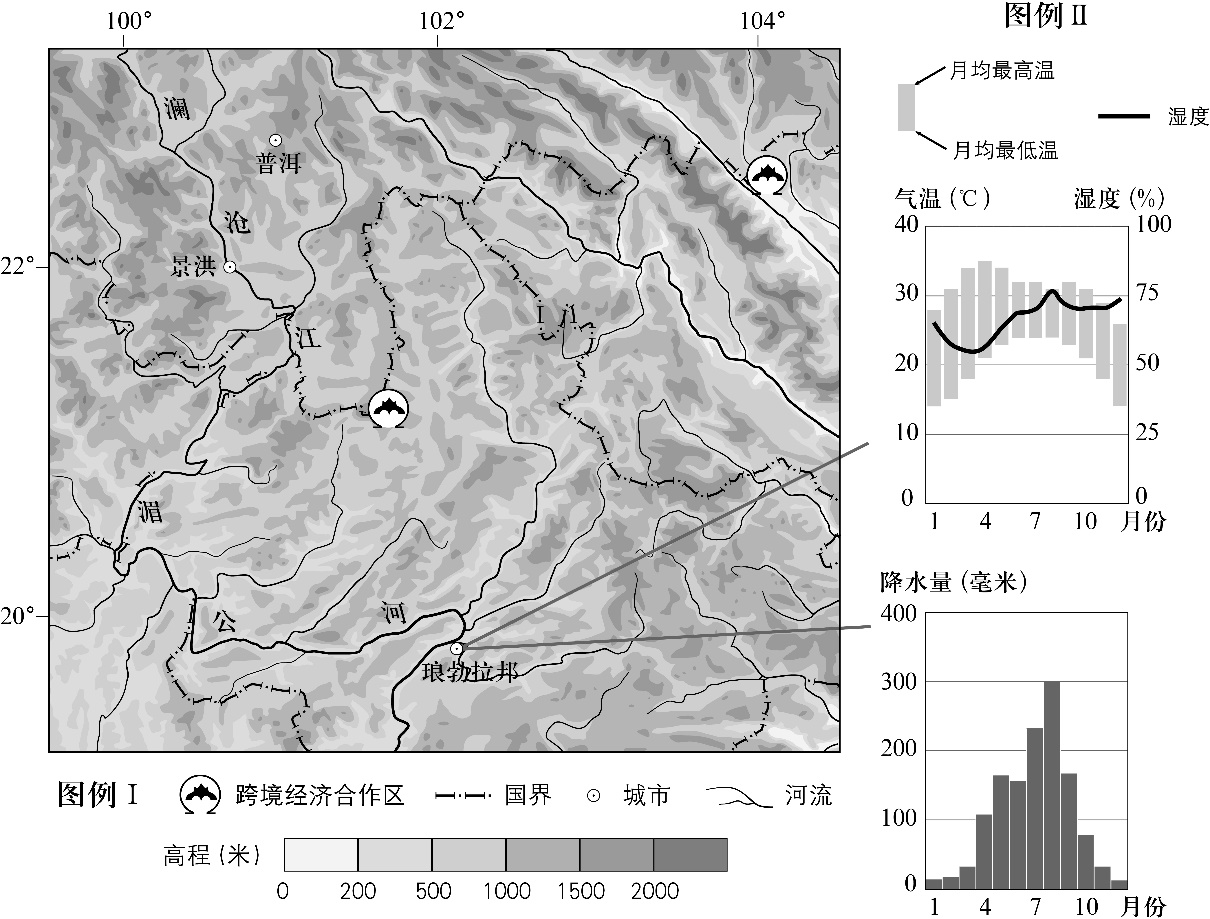 100° 102° 104°
22°
20°
澜
沧
江
湄
公
河
普洱
景洪
琅勃拉邦
图例Ⅰ 跨境经济合作区 国界 城市 河流
高程(米)
0 200 500 1000 1500 2000
图例Ⅱ
月均最高温
月均最低温
湿度
气温(℃) 湿度(%)
40 100
30 75
20 50
10 25
0 0
1 4 7 10 月份
降水量(毫米)
400
300
200
100
0
1 4 7 10 月份